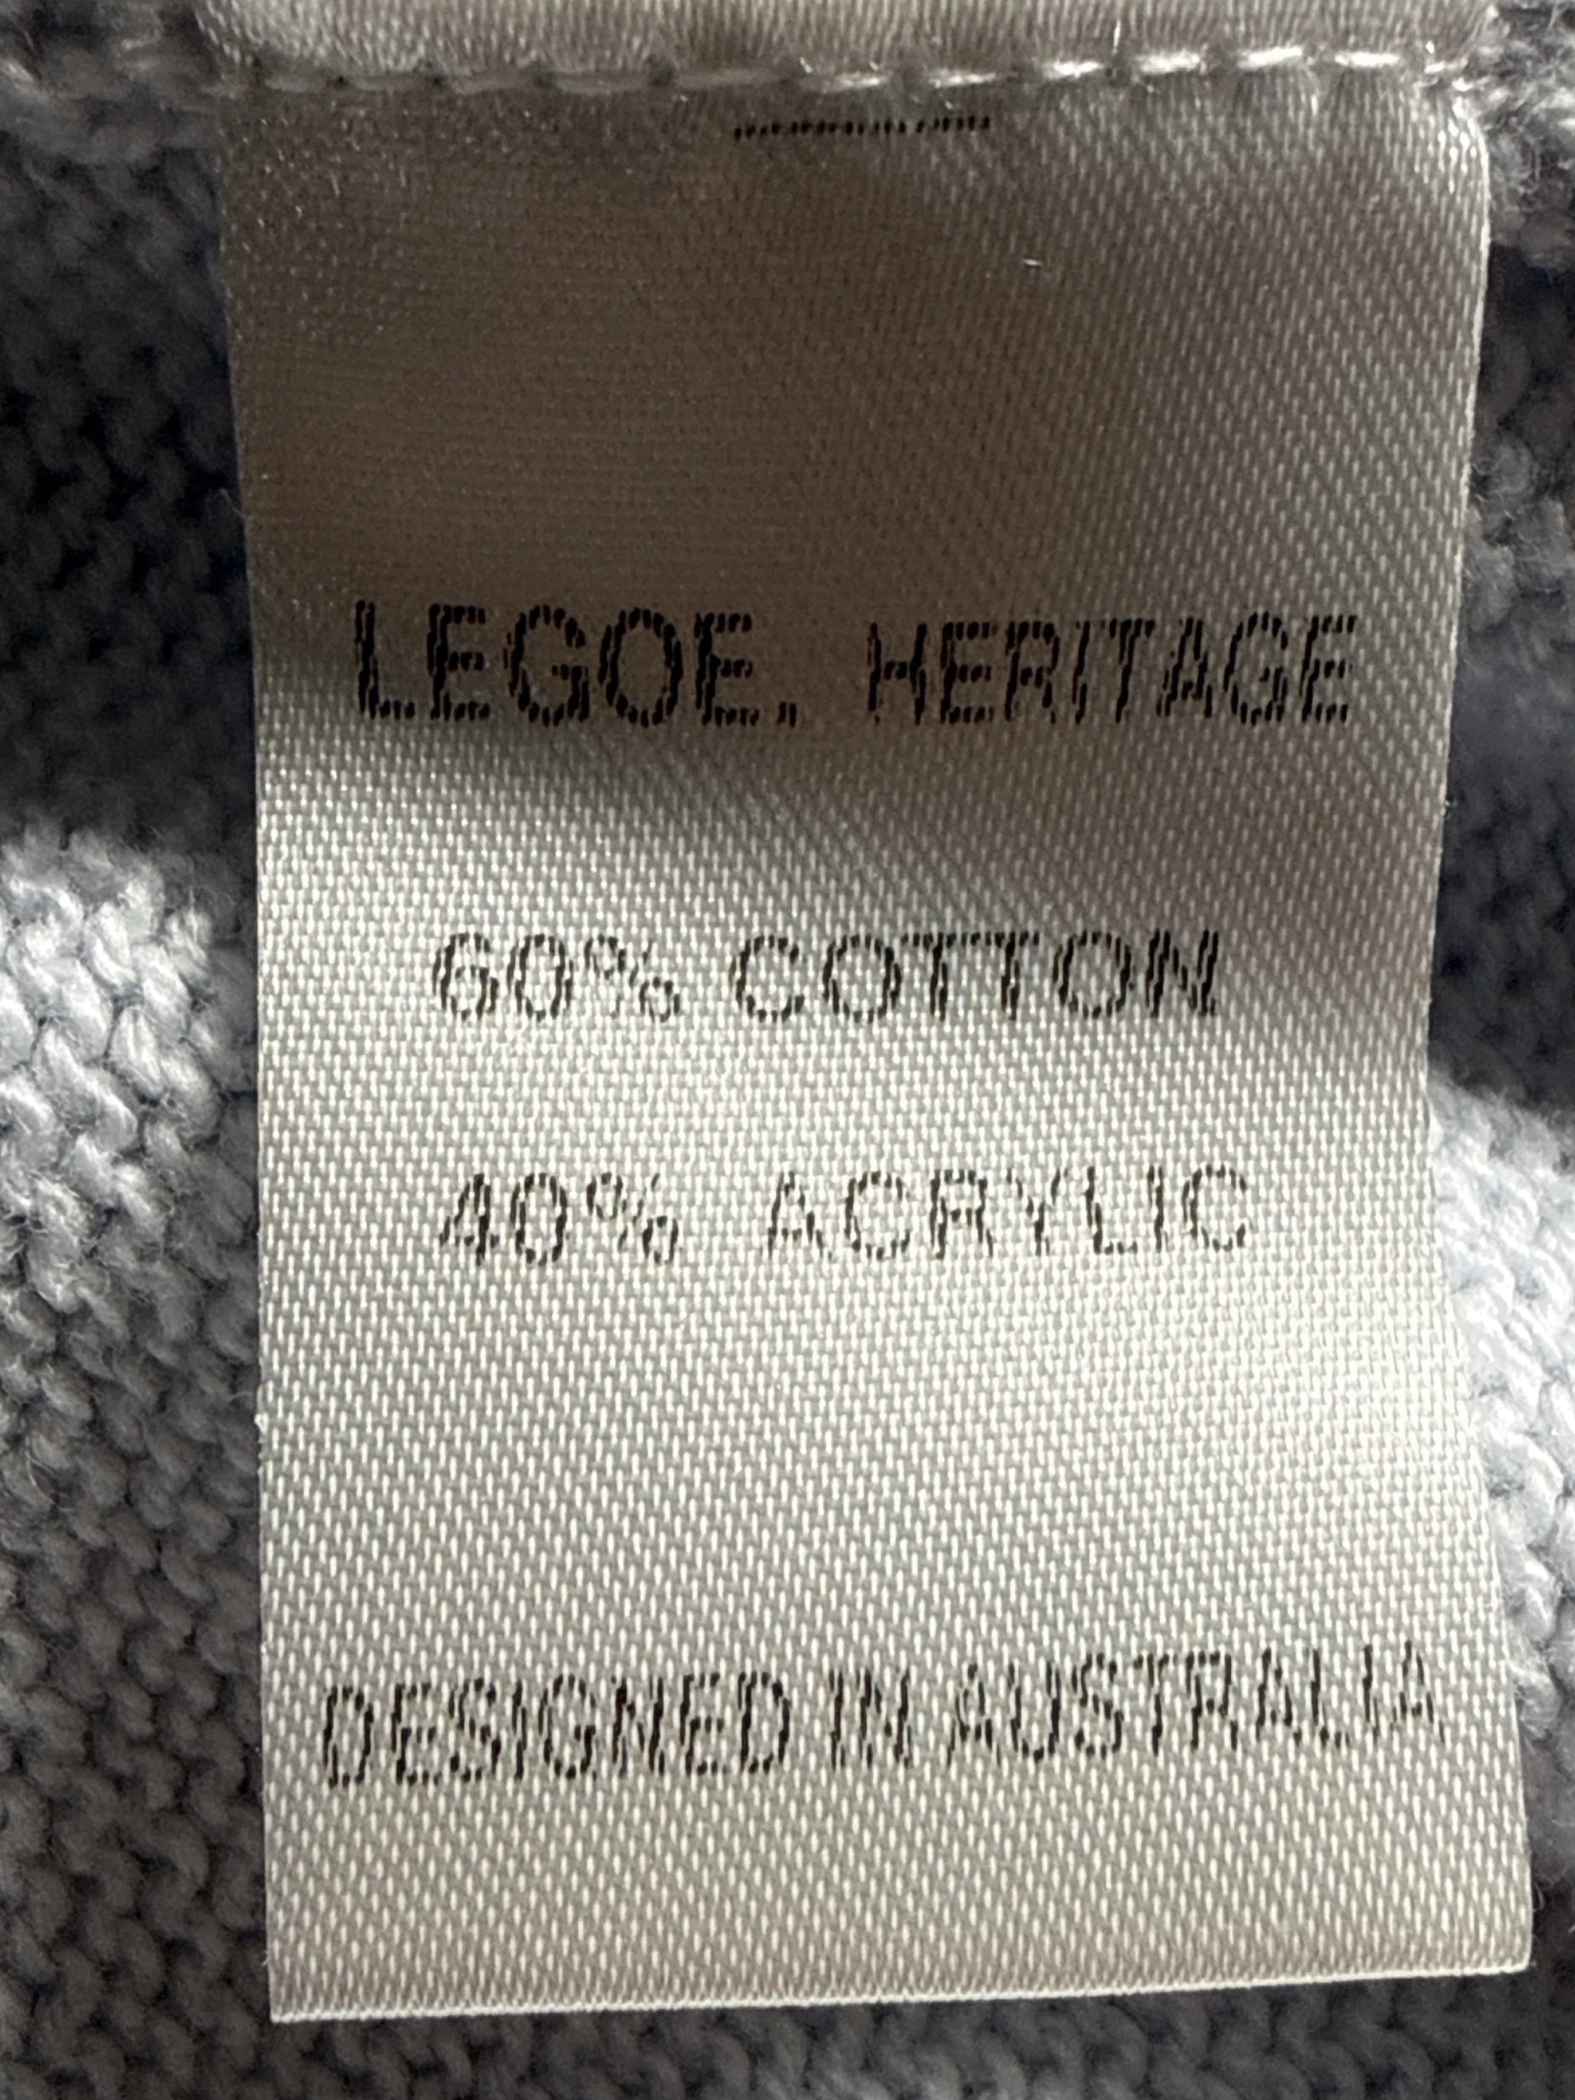 LEGOE. HERITAGE
60% COTTON
40% ACRYLIC
DESIGNED IN AUSTRALIA